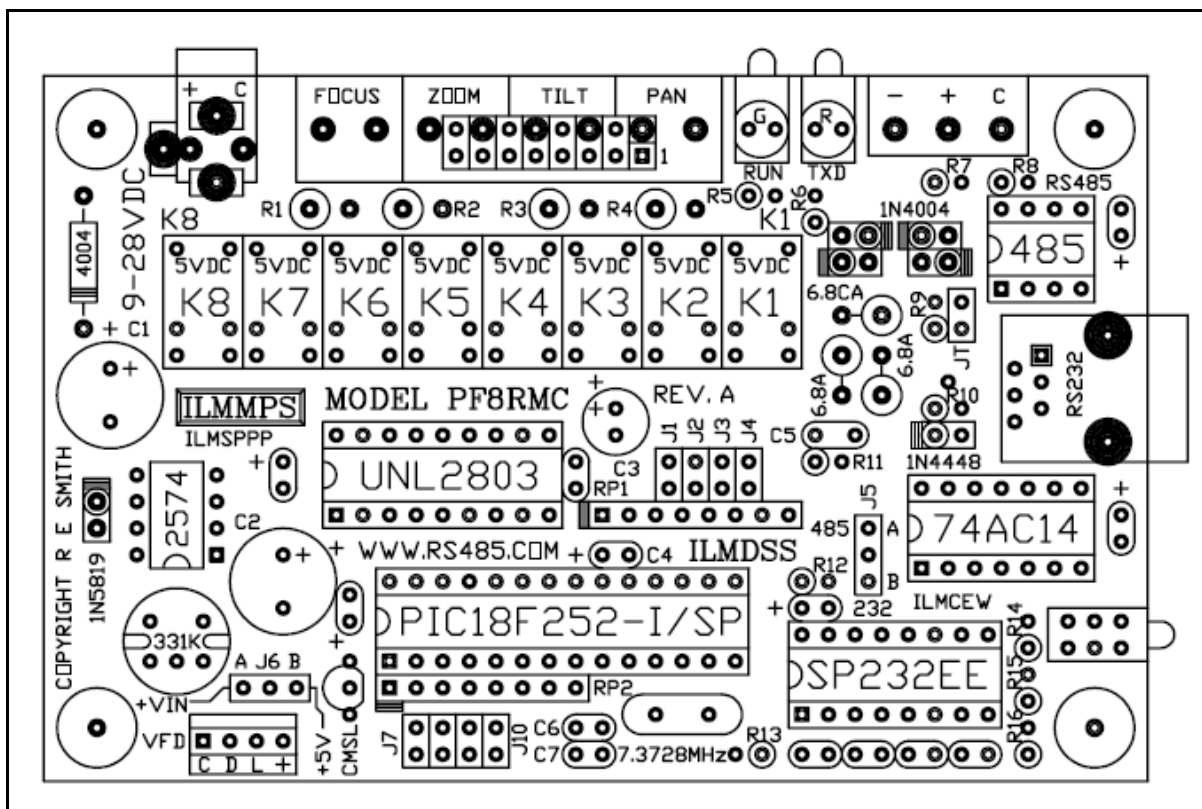 + C
FOCUS ZOOM TILT PAN
G R
- + C
1
RUN TXD
9-28VDC
4004
K8
R1 R2 R3 R4 R5 K1 R6
R7 R8
RS485
1N4004
485
+
5VDC 5VDC 5VDC 5VDC 5VDC 5VDC 5VDC 5VDC
K8 K7 K6 K5 K4 K3 K2 K1
6.8CA
R9
JT
6.8A
6.8A
RS232
+ C1
+
ILMMPS
MODEL PF8RMC
REV. A
ILMSPPP
+
J1 J2 J3 J4
C5
R10
R11
1N4448
COPYRIGHT R E SMITH
2574
+
UNL2803
C3
RP1
J5
485 A
B
232
74AC14
+
1N5819
C2
+
+
WWW.RS485.COM
+ C4
ILMDSS
R12
+
ILMCEW
331K
PIC18F252-I/SP
+
SP232EE
R14
R15
R16
A J6 B
+VIN
RP2
VFD
C D L +
+5V
CMSL
J7
J10
C6
C7
7.3728MHz
R13